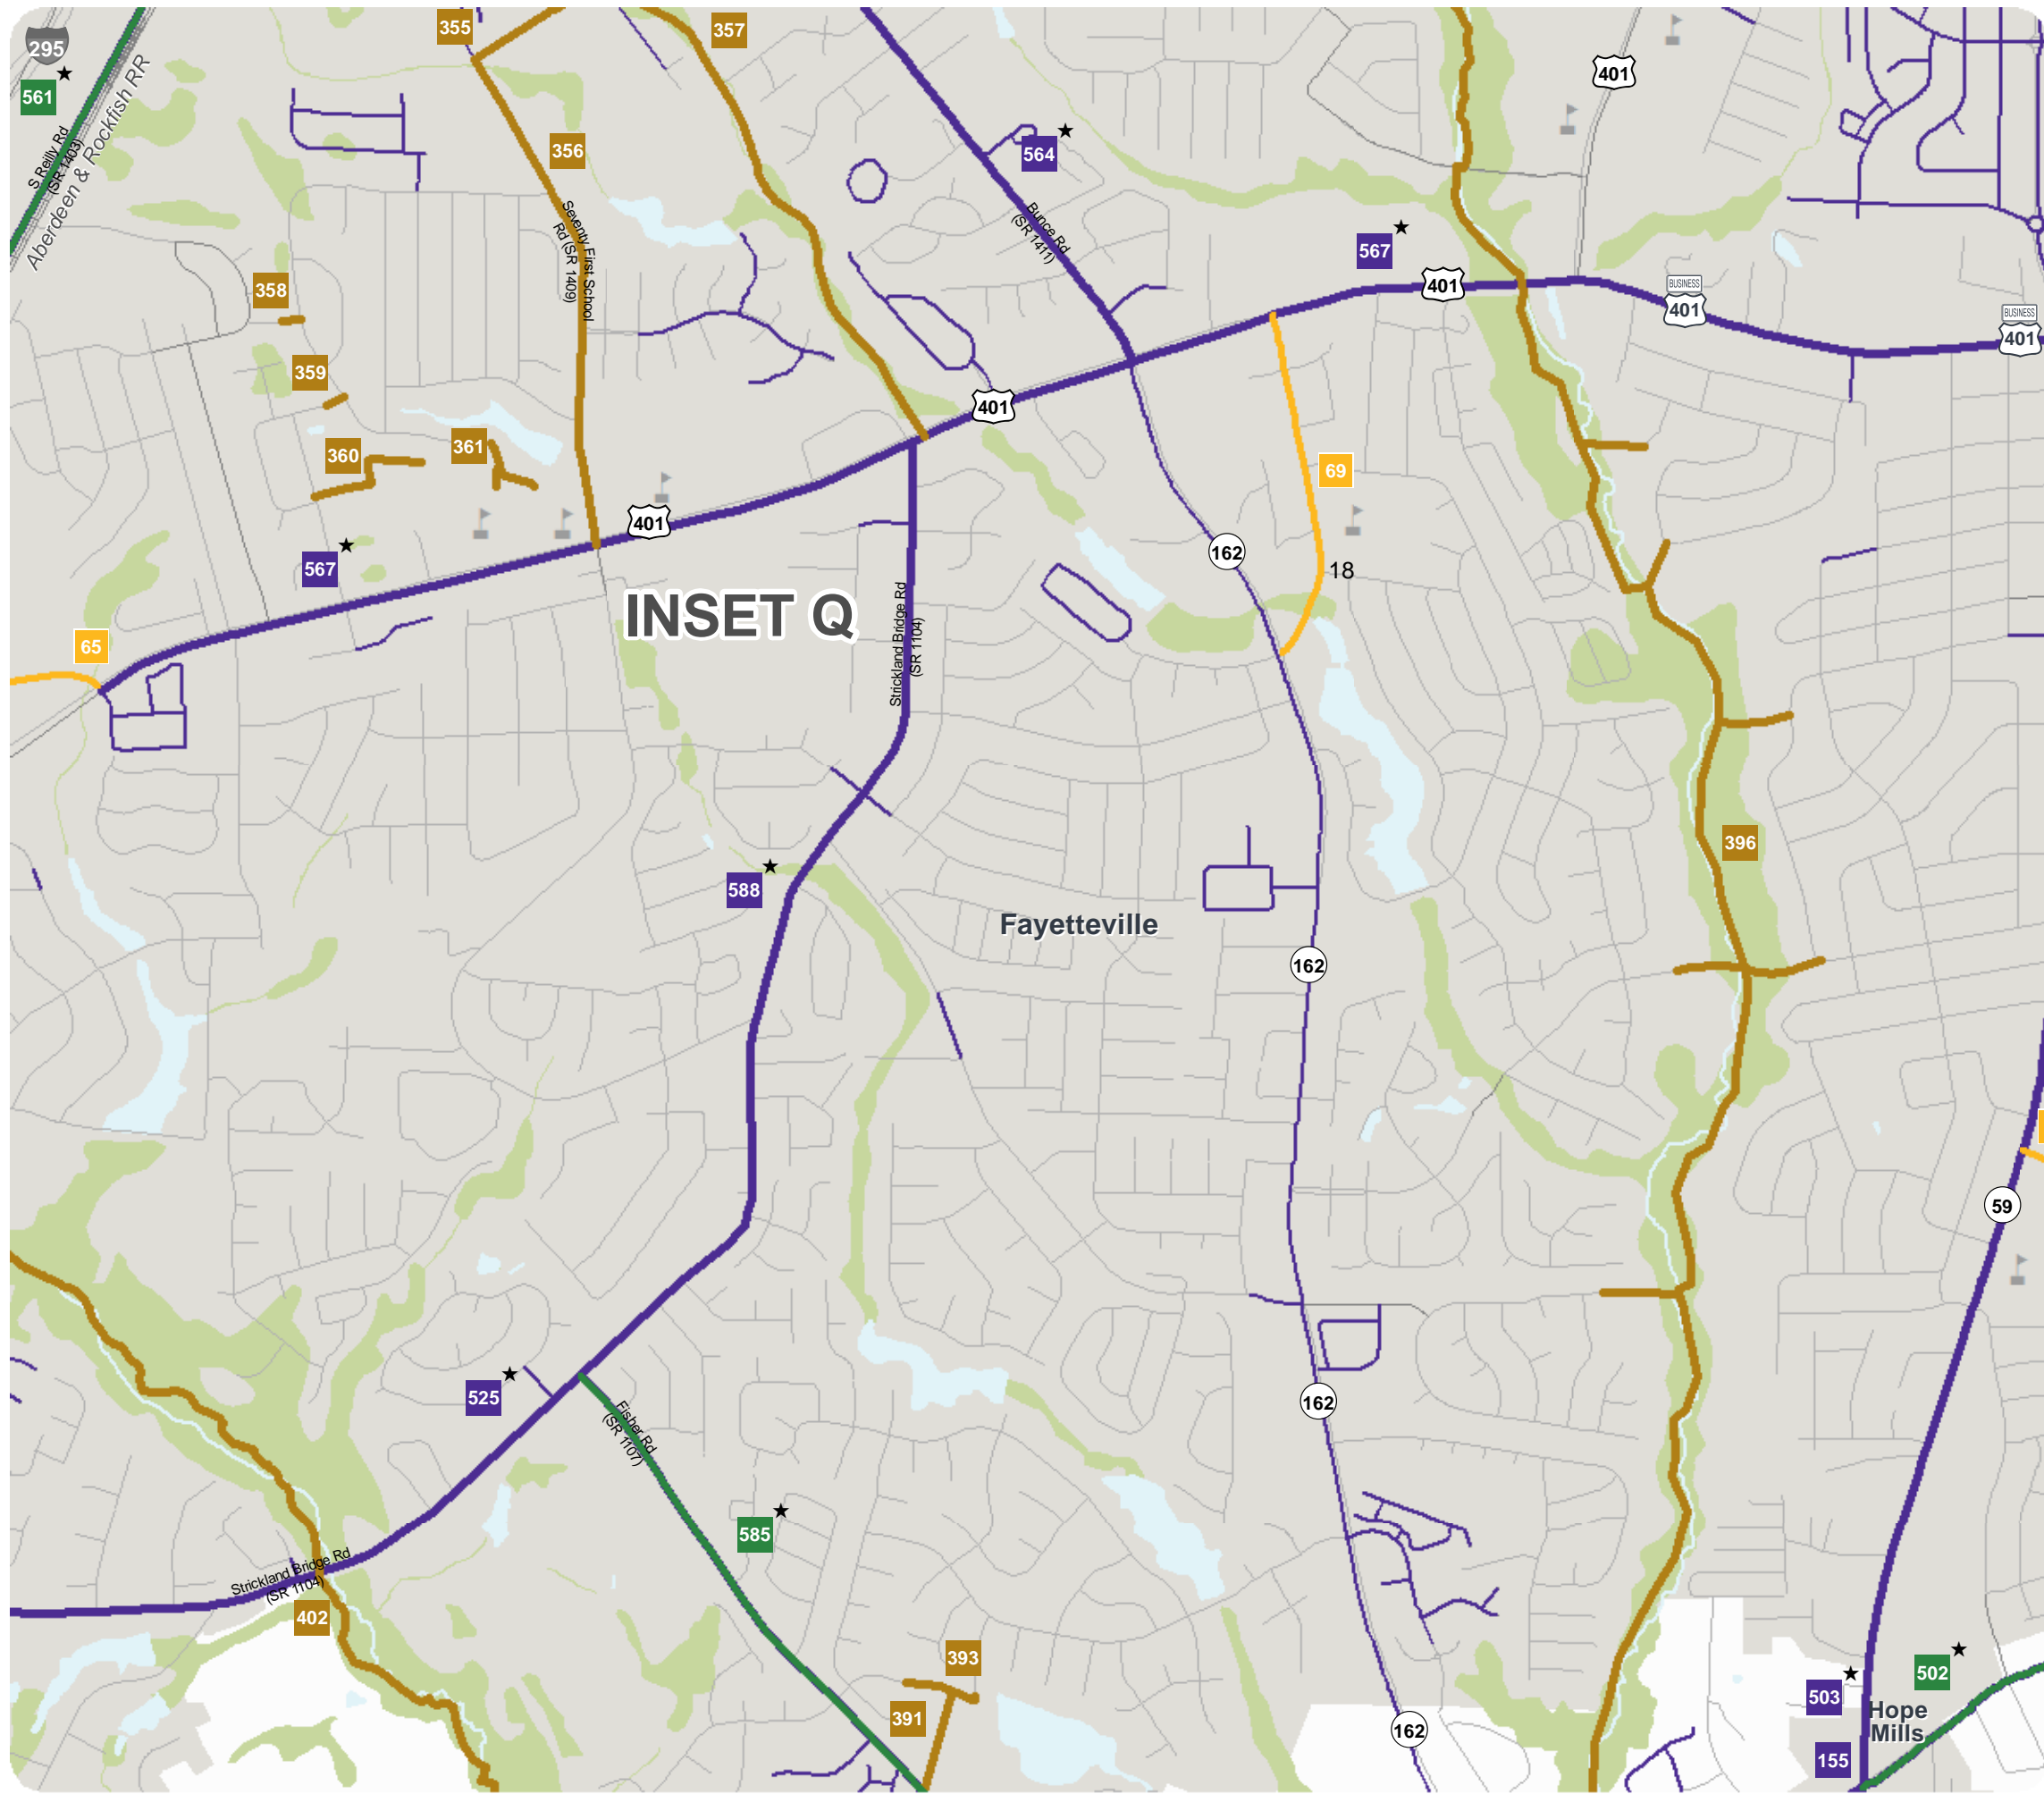 355
357
295
401
561
356
564
S Reilly Rd
(SR 1403)
Aberdeen & Rockfish RR
Seventy First School
Rd (SR 1409)
Bunce Rd
(SR 1411)
567
358
401
BUSINESS
401
BUSINESS
401
359
401
360
361
69
401
162
567
18
INSET Q
Strickland Bridge Rd
(SR 1104)
65
396
588
Fayetteville
162
59
525
162
Fisher Rd
(SR 1107)
585
Strickland Bridge Rd
(SR 1104)
402
393
502
503
391
162
Hope
Mills
155